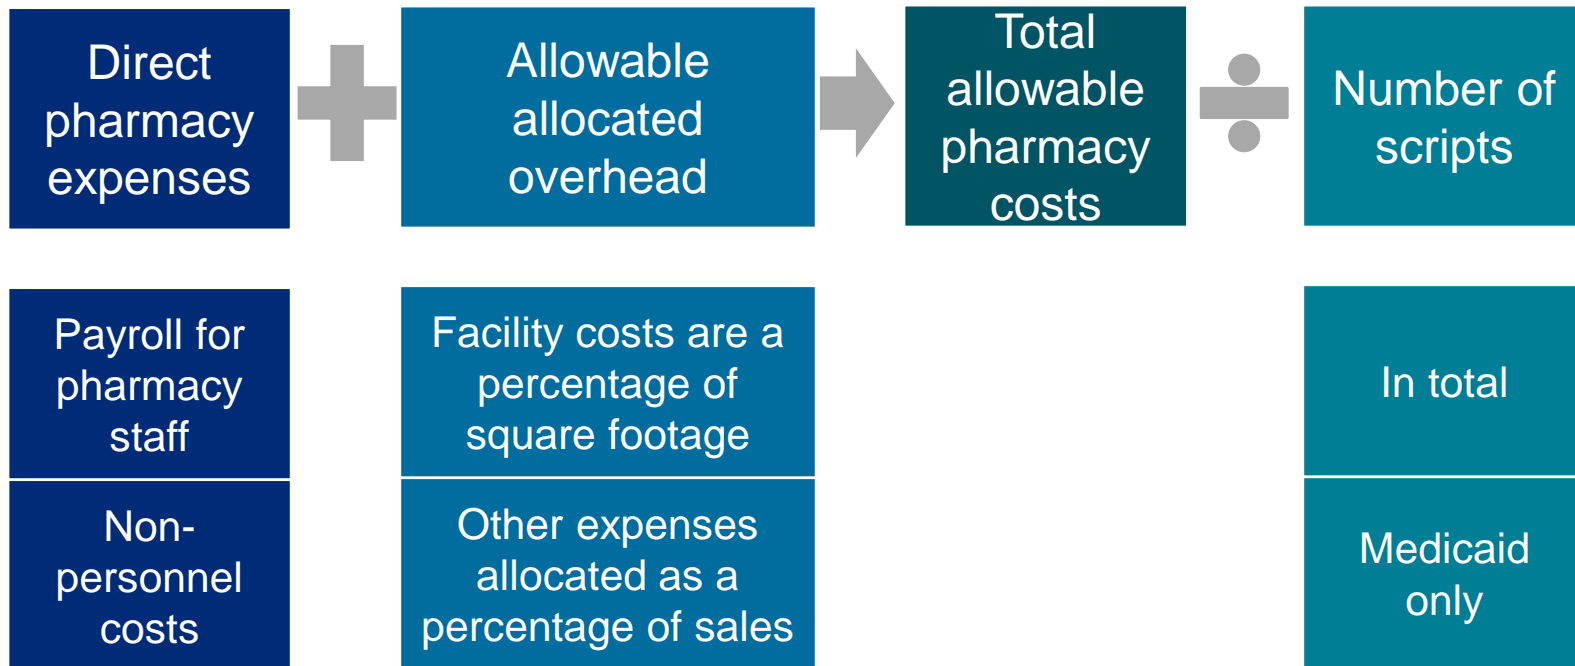 Direct
pharmacy
expenses
Allowable
allocated
overhead
Total
allowable
pharmacy
costs
Number of
scripts
Payroll for
pharmacy
staff
Facility costs are a
percentage of
square footage
In total
Non-
personnel
costs
Other expenses
allocated as a
percentage of sales
Medicaid
only